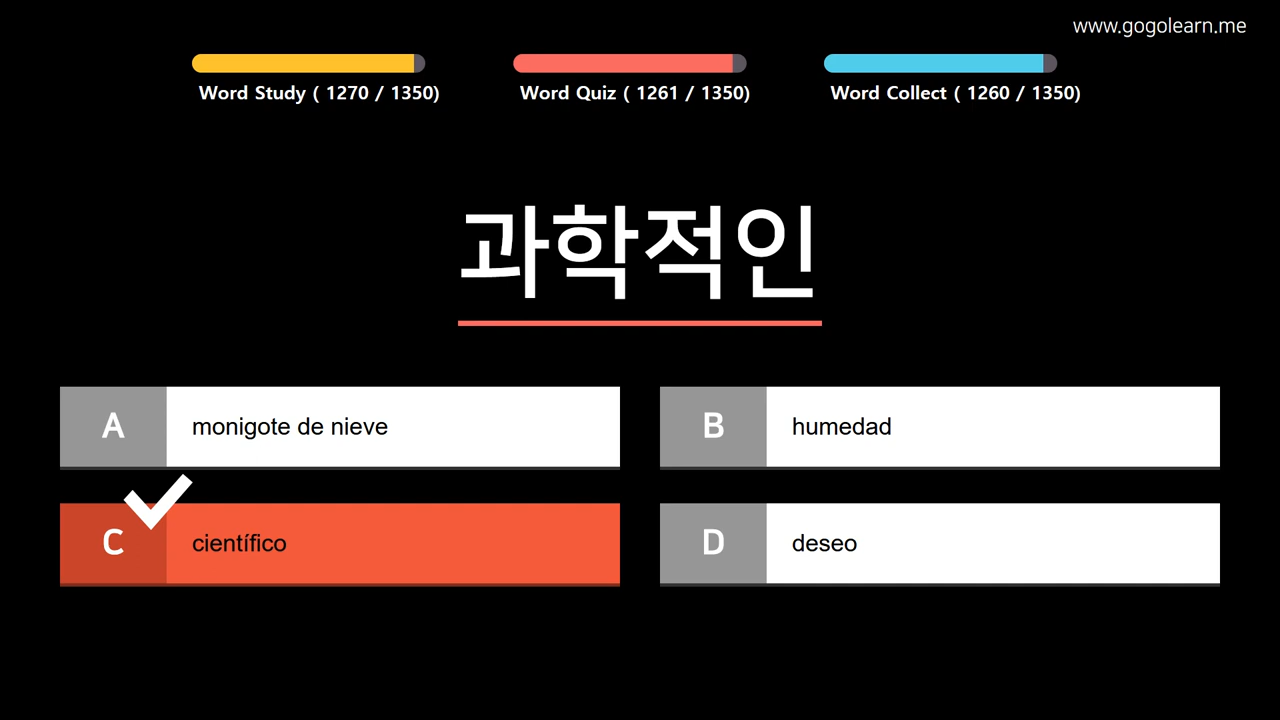 www.gogolearn.me
Word Study ( 1270 / 1350)
Word Quiz ( 1261 / 1350)
Word Collect ( 1260 / 1350)
과학적인
A monigote de nieve
B humedad
C científico
D deseo